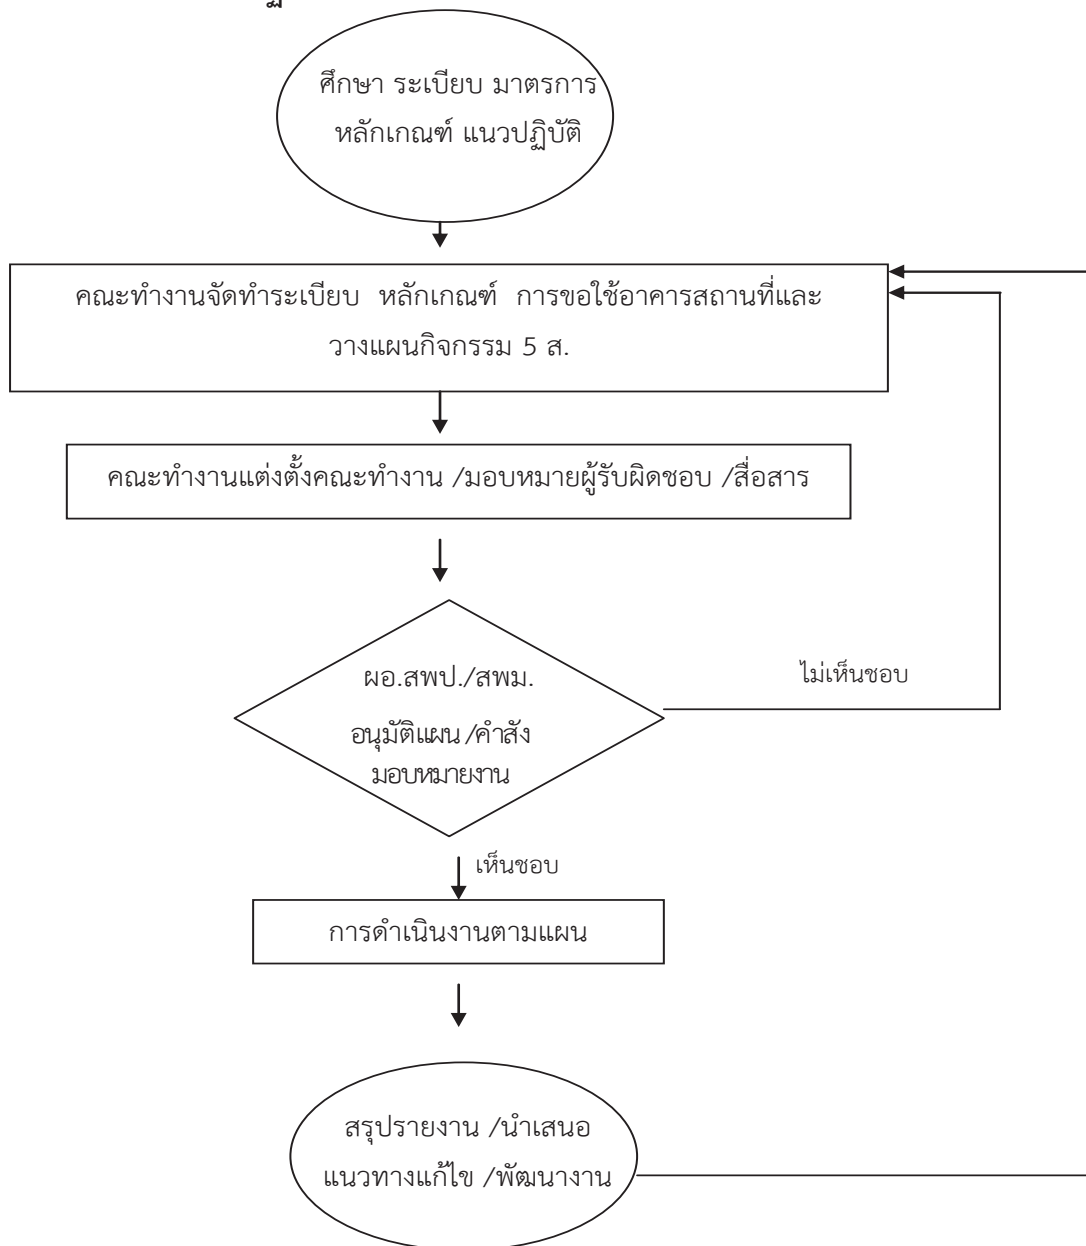 ศึกษา ระเบียบ มาตรการ
หลักเกณฑ์ แนวปฏิบัติ
คณะทำงานจัดทำระเบียบ หลักเกณฑ์ การขอใช้อาคารสถานที่และ
วางแผนกิจกรรม 5 ส.
คณะทำงานแต่งตั้งคณะทำงาน /มอบหมายผู้รับผิดชอบ /สื่อสาร
ผอ.สพป./สพม.
อนุมัติแผน /คำสัง
มอบหมายงาน
ไม่เห็นชอบ
เห็นชอบ
การดำเนินงานตามแผน
สรุปรายงาน /นำเสนอ
แนวทางแก้ไข /พัฒนางาน